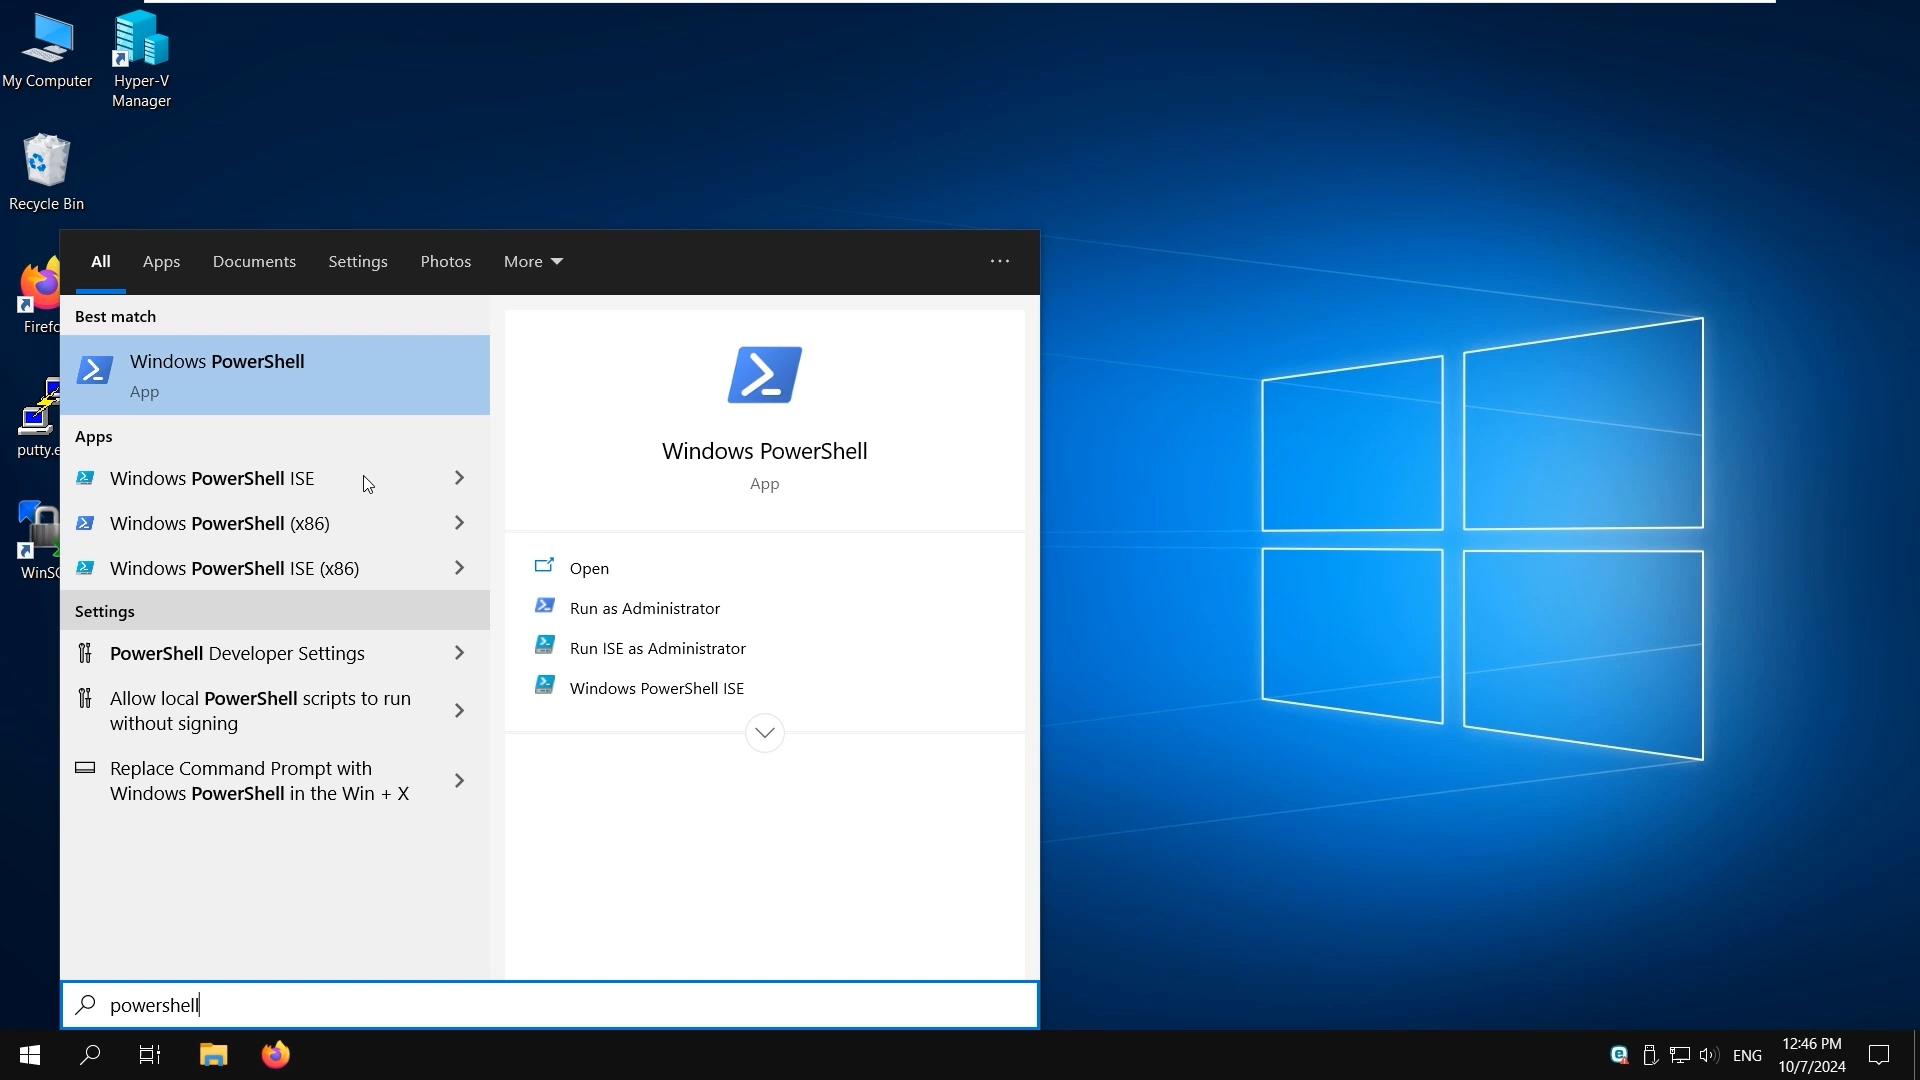 My Computer
Hyper-V
Manager
Recycle Bin
Firefo
putty.e
WinSC
All
Apps
Documents
Settings
Photos
More
Best match
Windows PowerShell
App
Apps
Windows PowerShell ISE
Windows PowerShell (x86)
Windows PowerShell ISE (x86)
Settings
PowerShell Developer Settings
Allow local PowerShell scripts to run
without signing
Replace Command Prompt with
Windows PowerShell in the Win + X
Windows PowerShell
App
Open
Run as Administrator
Run ISE as Administrator
Windows PowerShell ISE
powershell
ENG
12:46 PM
10/7/2024